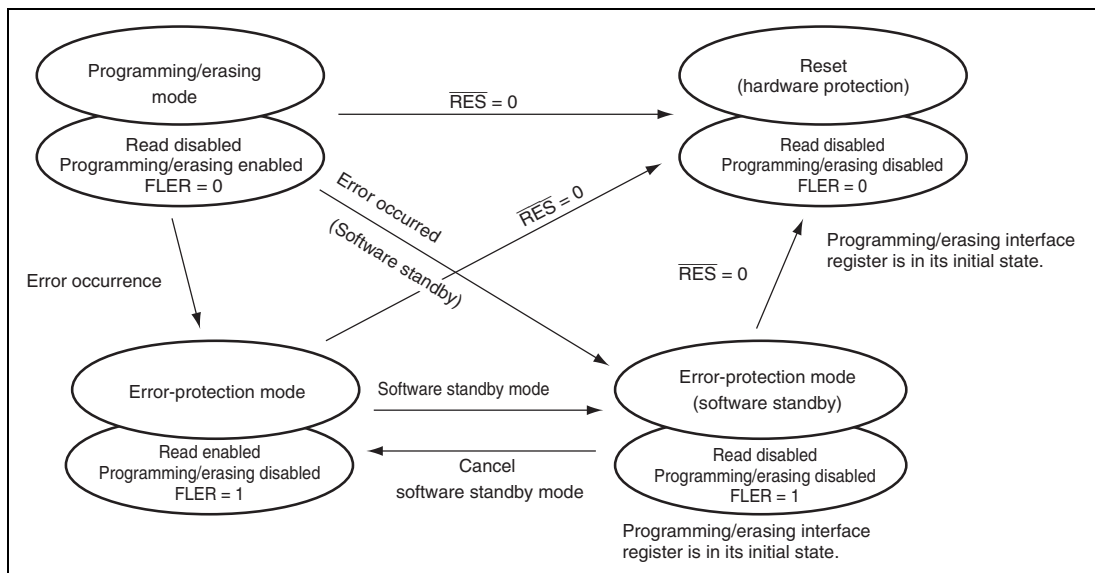 Programming/erasing
mode
Read disabled
Programming/erasing enabled
FLER = 0
RES = 0
Reset
(hardware protection)
Read disabled
Programming/erasing disabled
FLER = 0
Programming/erasing interface
register is in its initial state.
Error occurred
(Software standby)
RES = 0
RES = 0
Error occurrence
Error-protection mode
Read enabled
Programming/erasing disabled
FLER = 1
Software standby mode
Cancel
software standby mode
Error-protection mode
(software standby)
Read disabled
Programming/erasing disabled
FLER = 1
Programming/erasing interface
register is in its initial state.